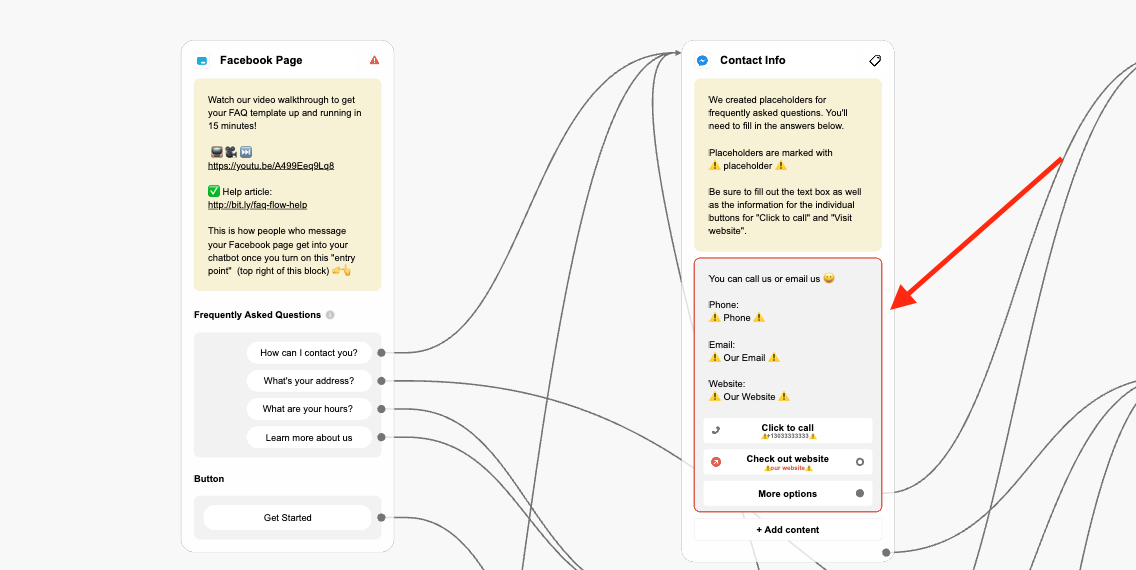 Facebook Page
Watch our video walkthrough to get
your FAQ template up and running in
15 minutes!
https://youtu.be/A499Eeq9Lq8
Help article:
http://bit.ly/faq-flow-help
This is how people who message
your Facebook page get into your
chatbot once you turn on this "entry
point" (top right of this block)
Frequently Asked Questions
How can I contact you?
What's your address?
What are your hours?
Learn more about us
Button
Get Started
Contact Info
We created placeholders for
frequently asked questions. You'll
need to fill in the answers below.
Placeholders are marked with
⚠️ placeholder ⚠️
Be sure to fill out the text box as well
as the information for the individual
buttons for "Click to call" and "Visit
website".
You can call us or email us 😀
Phone:
⚠️ Phone ⚠️
Email:
⚠️ Our Email ⚠️
Website:
⚠️ Our Website ⚠️
Click to call
⚠️+13033333333⚠️
Check out website
⚠️our website⚠️
More options
+ Add content